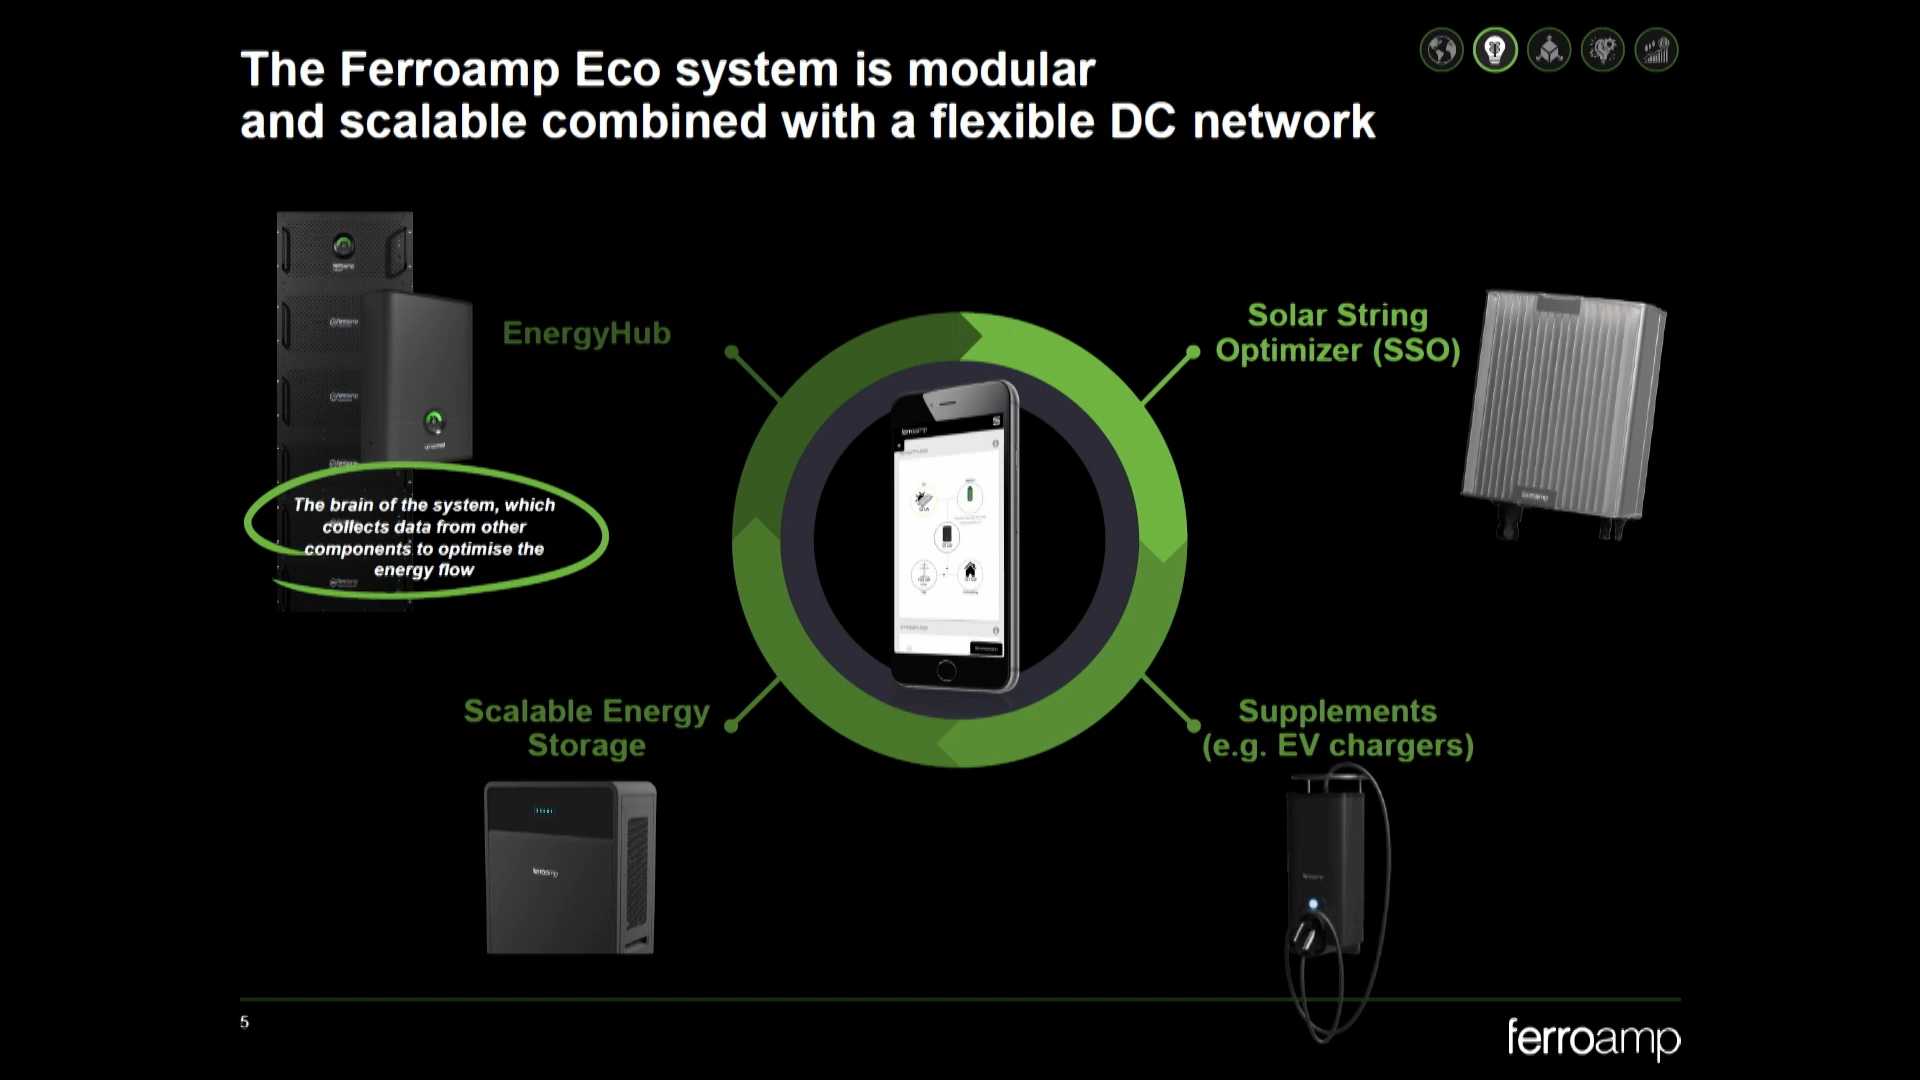 The Ferroamp Eco system is modular
and scalable combined with a flexible DC network
EnergyHub
Solar String
Optimizer (SSO)
The brain of the system, which
collects data from other
components to optimise the
energy flow
Scalable Energy
Storage
Supplements
(e.g. EV chargers)
ferroamp
5
ferroamp